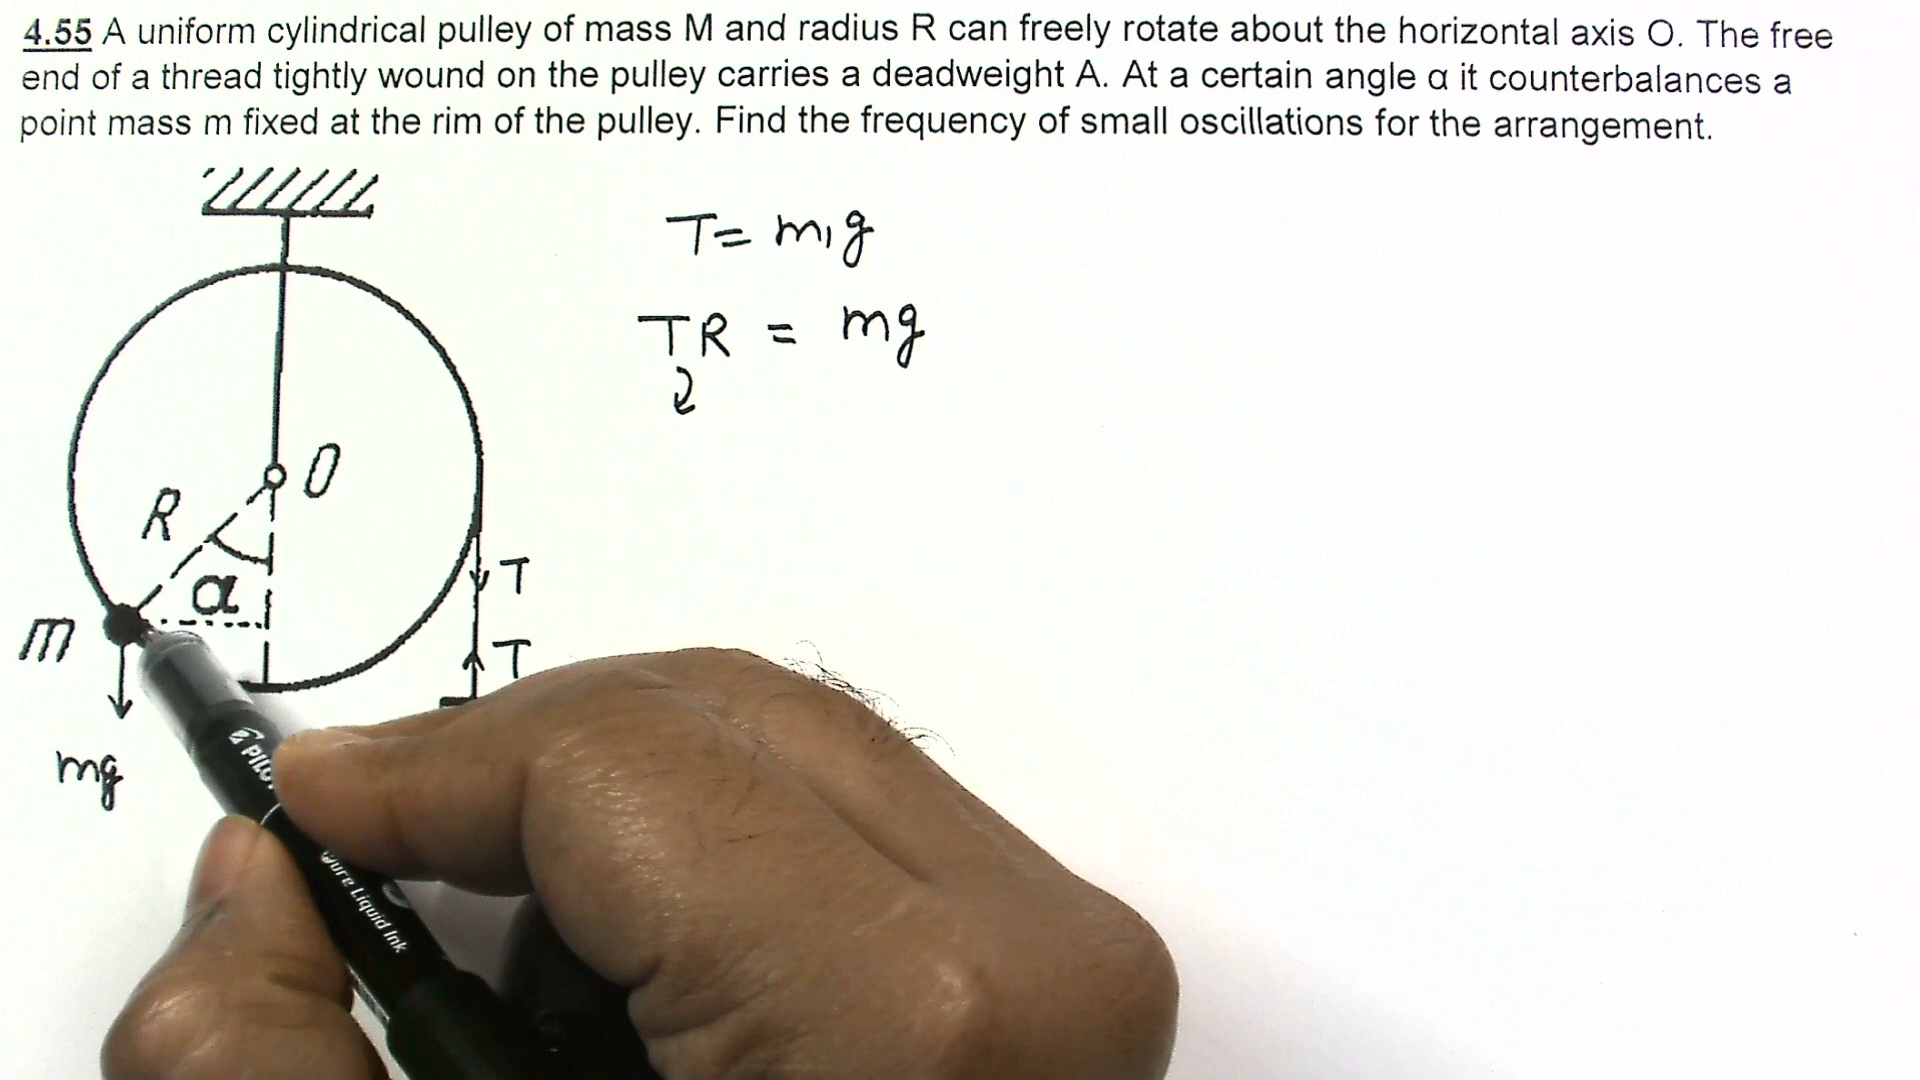 4.55 A uniform cylindrical pulley of mass M and radius R can freely rotate about the horizontal axis O. The free
end of a thread tightly wound on the pulley carries a deadweight A. At a certain angle α it counterbalances a
point mass m fixed at the rim of the pulley. Find the frequency of small oscillations for the arrangement.
T = m₁g
TR = mg
O
R
α
T
m
T
mg
PILO
Pure Liquid Ink